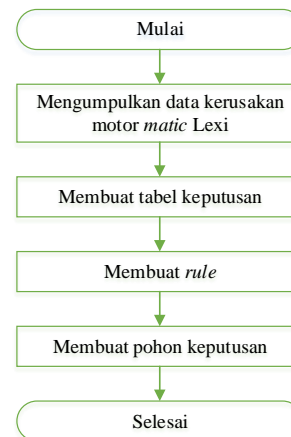 Mulai
Mengumpulkan data kerusakan
motor matic Lexi
Membuat tabel keputusan
Membuat rule
Membuat pohon keputusan
Selesai